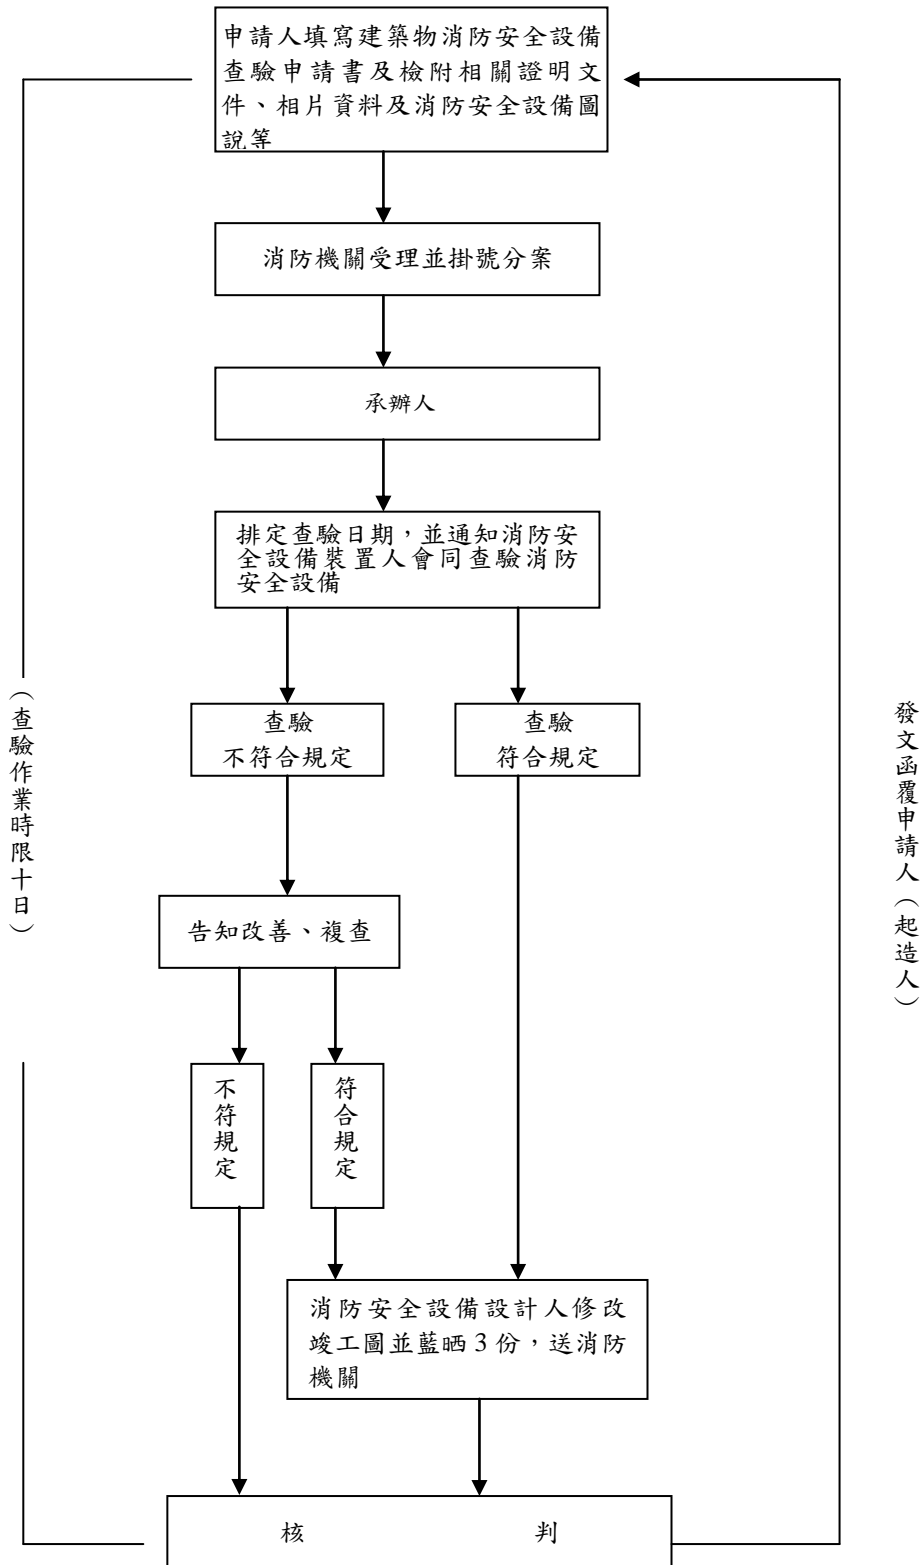 申請人填寫建築物消防安全設備
查驗申請書及檢附相關證明文
件、相片資料及消防安全設備圖
說等
消防機關受理並掛號分案
承辦人
排定查驗日期，並通知消防安
全設備裝置人會同查驗消防
安全設備
查驗
不符合規定
查驗
符合規定
告知改善、複查
不符規定
符合規定
消防安全設備設計人修改
竣工圖並藍晒3份，送消防
機關
核 判
（查驗作業時限十日）
發文函覆申請人（起造人）